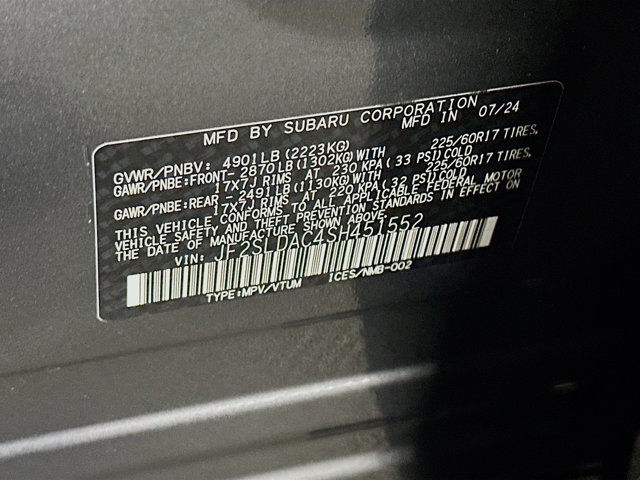 MFD BY SUBARU CORPORATION
MFD IN 07/24
GVWR/PNBV: 4901LB(2223KG)
GAWR/PNBE:FRONT- 2870LB(1302KG)WITH 225/60R17 TIRES,
17X7J RIMS AT 230 KPA(33 PSI)COLD
GAWR/PNBE:REAR - 2491LB(1130KG)WITH 225/60R17 TIRES,
17X7J RIMS AT 220 KPA(32 PSI)COLD
THIS VEHICLE CONFORMS TO ALL APPLICABLE FEDERAL MOTOR
VEHICLE SAFETY AND THEFT PREVENTION STANDARDS IN EFFECT ON
THE DATE OF MANUFACTURE SHOWN ABOVE.
VIN: JF2SLDAC4SH451552
TYPE:MPV/VTUM ICES/NMB-002